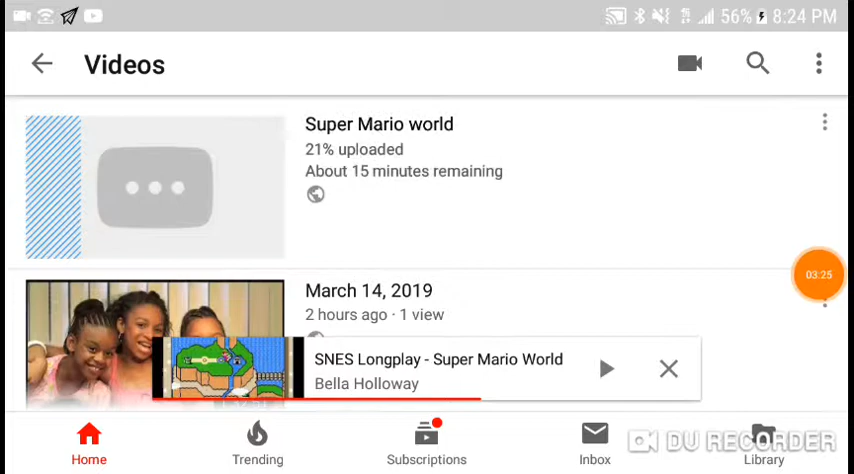 56% 8:24 PM
Videos
Super Mario world
21% uploaded
About 15 minutes remaining
03:25
March 14, 2019
2 hours ago · 1 view
SNES Longplay - Super Mario World
Bella Holloway
Home
Trending
Subscriptions
Inbox
Library
DU RECORDER